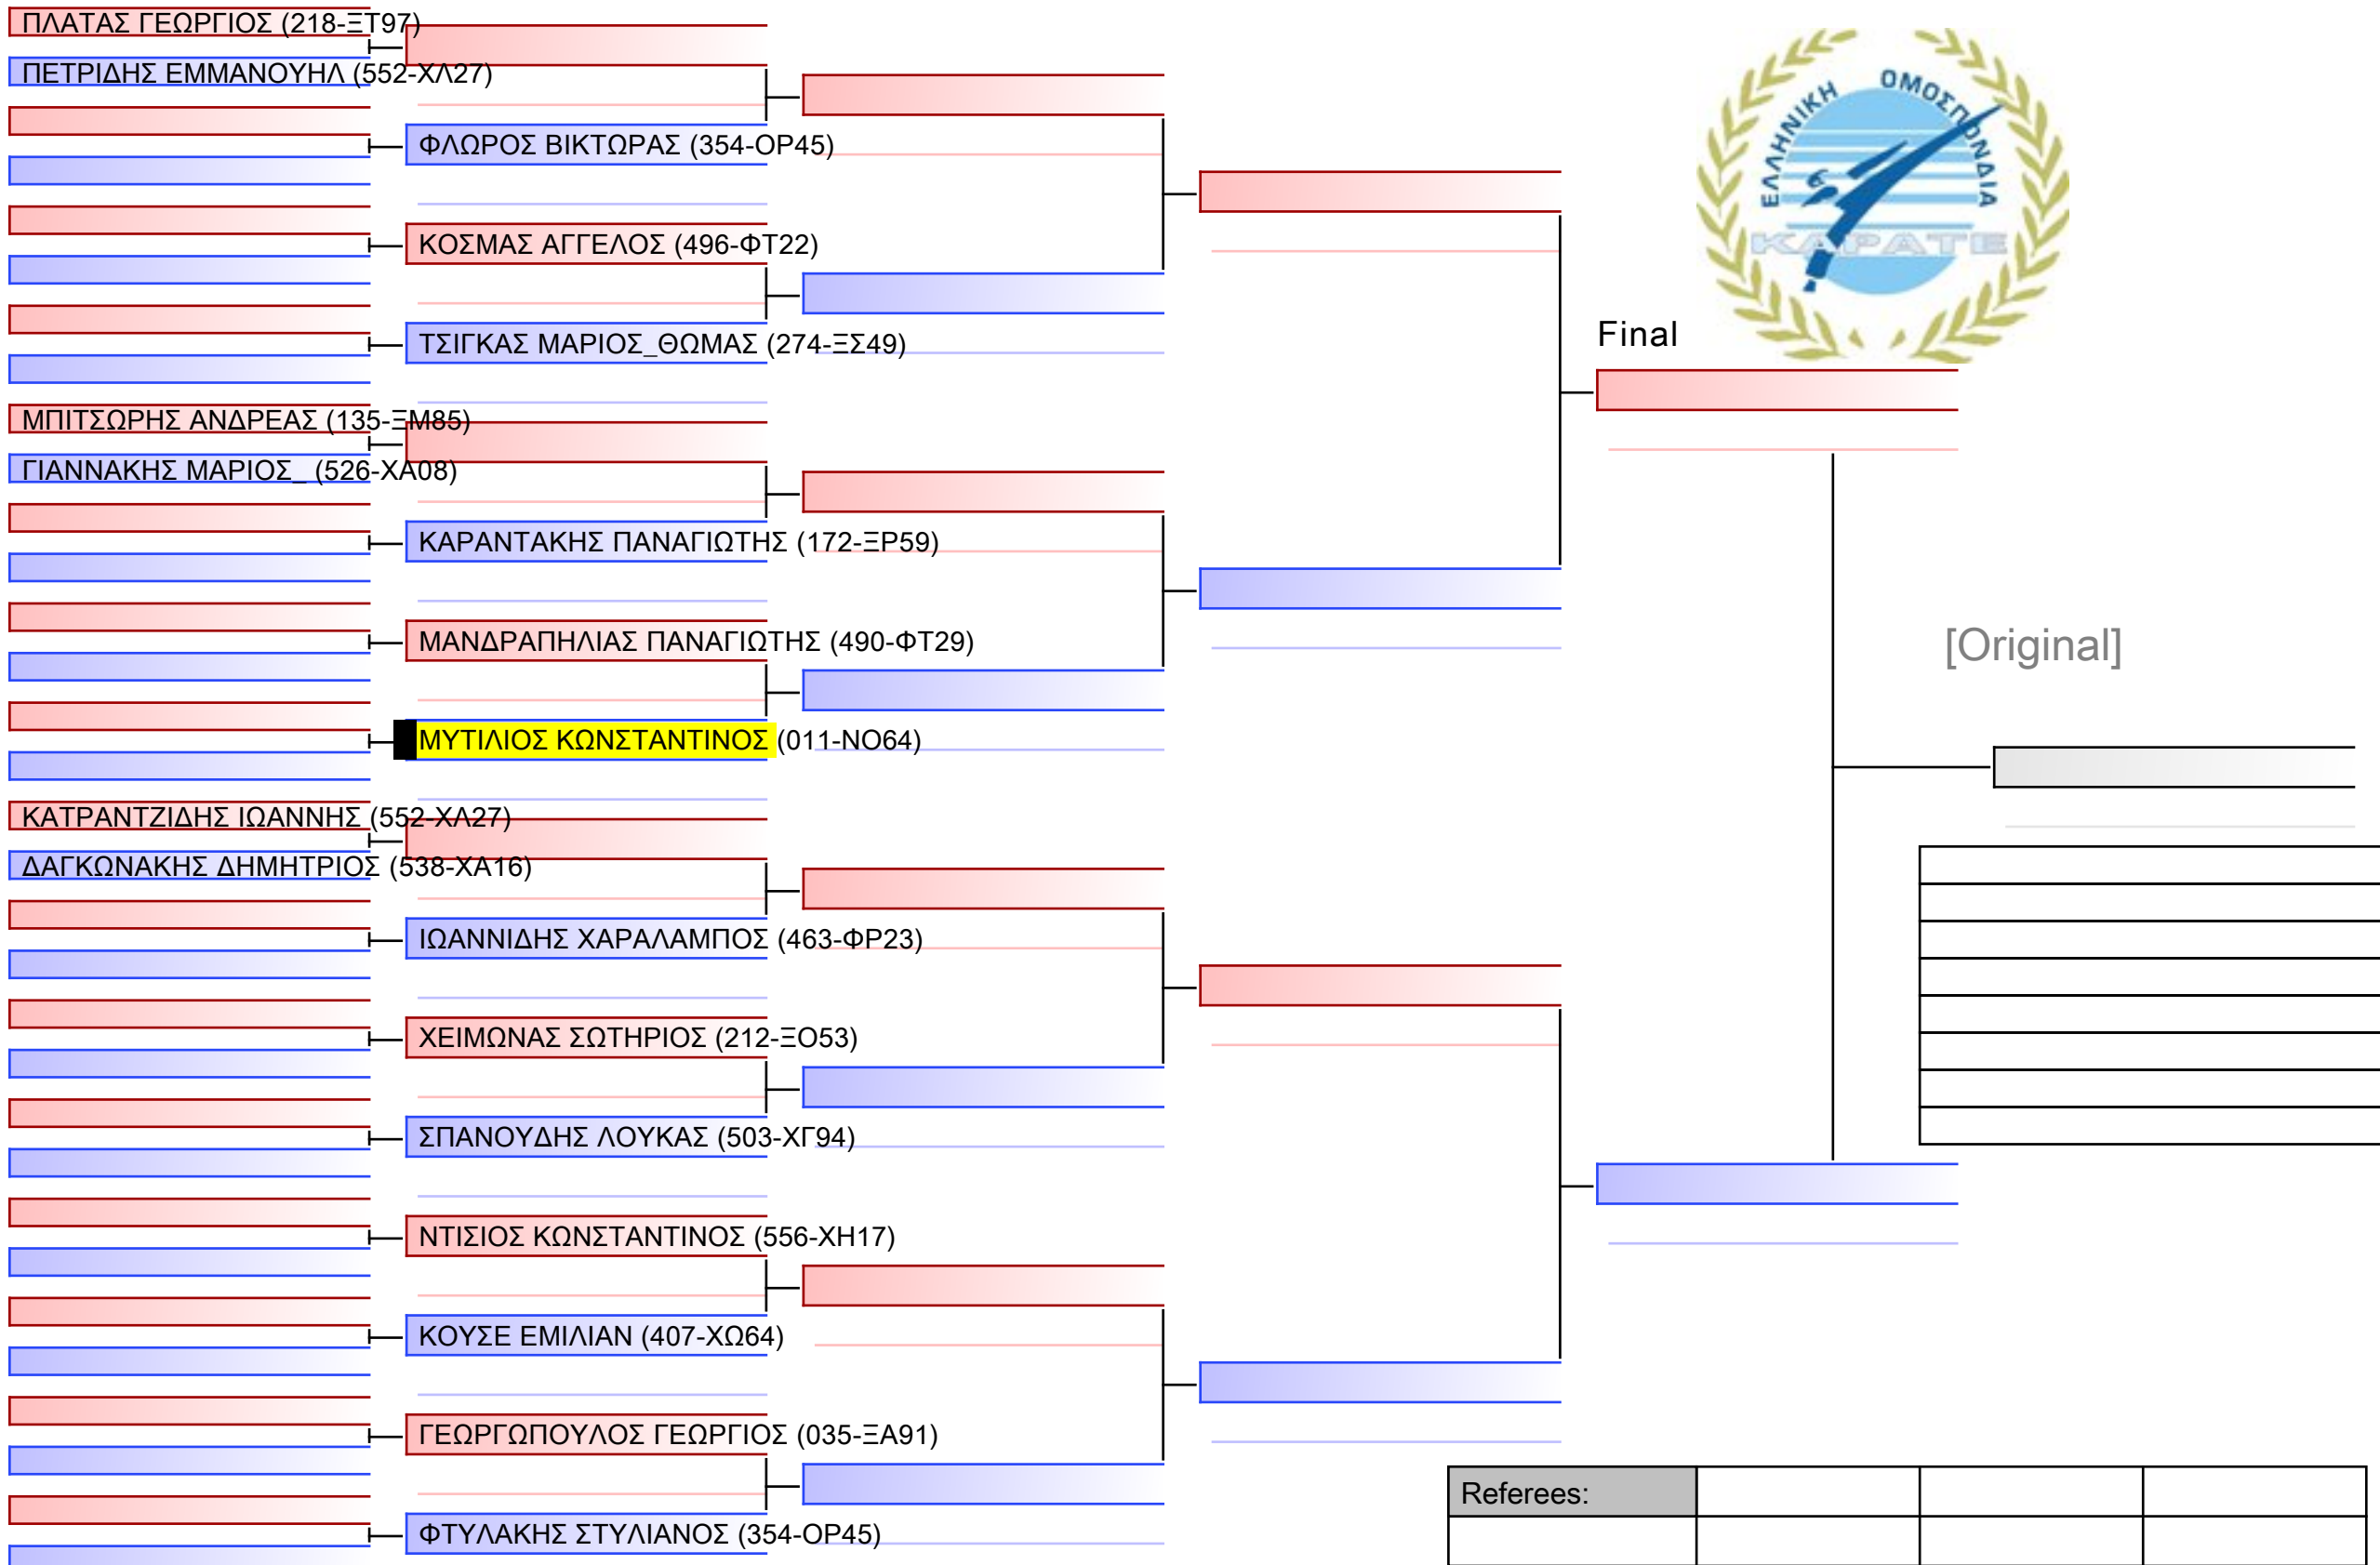 ΠΛΑΤΑΣ ΓΕΩΡΓΙΟΣ (218-ΞΤ97)
ΠΕΤΡΙΔΗΣ ΕΜΜΑΝΟΥΗΛ (552-ΧΛ27)
ΦΛΩΡΟΣ ΒΙΚΤΩΡΑΣ (354-ΟΡ45)
ΚΟΣΜΑΣ ΑΓΓΕΛΟΣ (496-ΦΤ22)
ΤΣΙΓΚΑΣ ΜΑΡΙΟΣ_ΘΩΜΑΣ (274-ΞΣ49)
ΜΠΙΤΣΩΡΗΣ ΑΝΔΡΕΑΣ (135-ΞΜ85)
ΓΙΑΝΝΑΚΗΣ ΜΑΡΙΟΣ_ (526-ΧΑ08)
ΚΑΡΑΝΤΑΚΗΣ ΠΑΝΑΓΙΩΤΗΣ (172-ΞΡ59)
ΜΑΝΔΡΑΠΗΛΙΑΣ ΠΑΝΑΓΙΩΤΗΣ (490-ΦΤ29)
ΜΥΤΙΛΙΟΣ ΚΩΝΣΤΑΝΤΙΝΟΣ (011-ΝΟ64)
ΚΑΤΡΑΝΤΖΙΔΗΣ ΙΩΑΝΝΗΣ (552-ΧΛ27)
ΔΑΓΚΩΝΑΚΗΣ ΔΗΜΗΤΡΙΟΣ (538-ΧΑ16)
ΙΩΑΝΝΙΔΗΣ ΧΑΡΑΛΑΜΠΟΣ (463-ΦΡ23)
ΧΕΙΜΩΝΑΣ ΣΩΤΗΡΙΟΣ (212-ΞΟ53)
ΣΠΑΝΟΥΔΗΣ ΛΟΥΚΑΣ (503-ΧΓ94)
ΝΤΙΣΙΟΣ ΚΩΝΣΤΑΝΤΙΝΟΣ (556-ΧΗ17)
ΚΟΥΣΕ ΕΜΙΛΙΑΝ (407-ΧΩ64)
ΓΕΩΡΓΩΠΟΥΛΟΣ ΓΕΩΡΓΙΟΣ (035-ΞΑ91)
ΦΤΥΛΑΚΗΣ ΣΤΥΛΙΑΝΟΣ (354-ΟΡ45)
ΕΛΛΗΝΙΚΗ ΟΜΟΣΠΟΝΔΙΑ
ΚΑΡΑΤΕ
Final
[Original]
Referees: